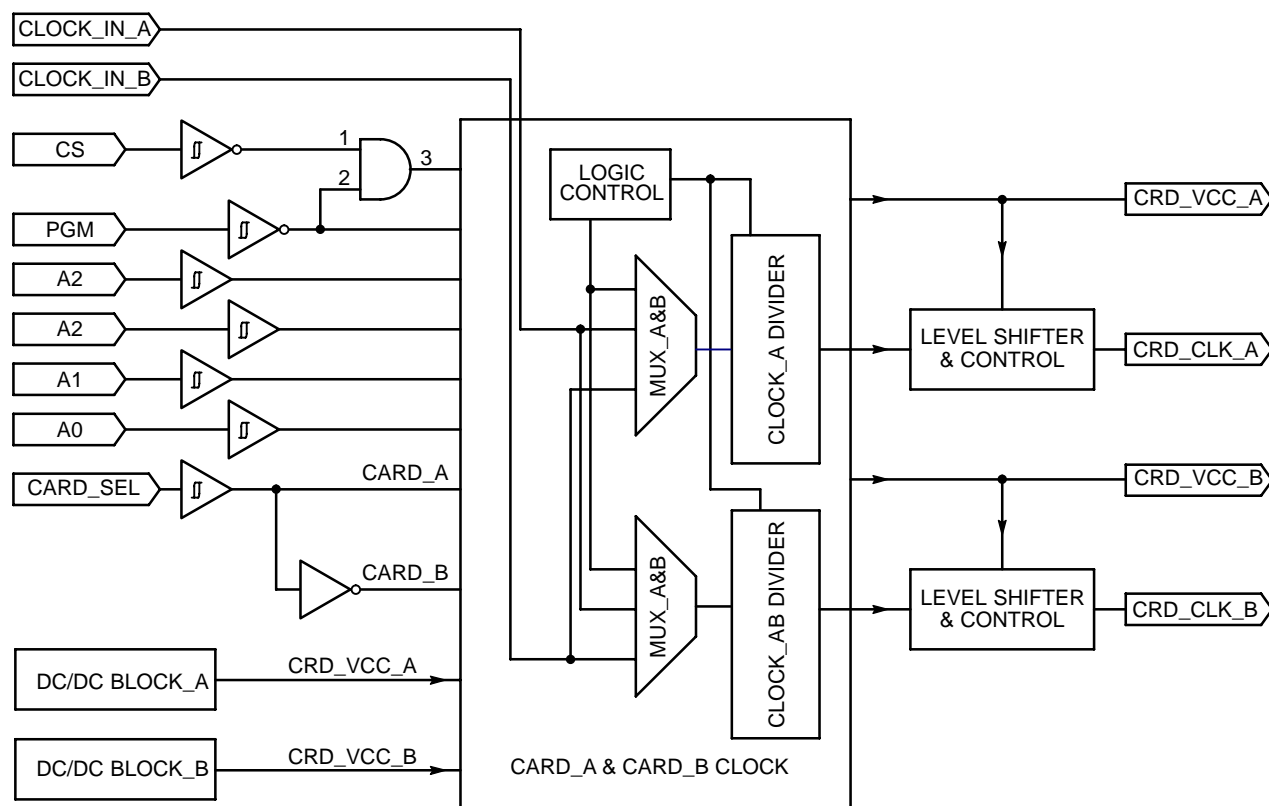 CLOCK_IN_A
CLOCK_IN_B
CS
1
2
3
PGM
A2
A2
A1
A0
CARD_SEL
CARD_A
CARD_B
DC/DC BLOCK_A
CRD_VCC_A
DC/DC BLOCK_B
CRD_VCC_B
LOGIC
CONTROL
MUX_A&B
CLOCK_A DIVIDER
MUX_A&B
CLOCK_AB DIVIDER
CARD_A & CARD_B CLOCK
CRD_VCC_A
LEVEL SHIFTER
& CONTROL
CRD_CLK_A
CRD_VCC_B
LEVEL SHIFTER
& CONTROL
CRD_CLK_B